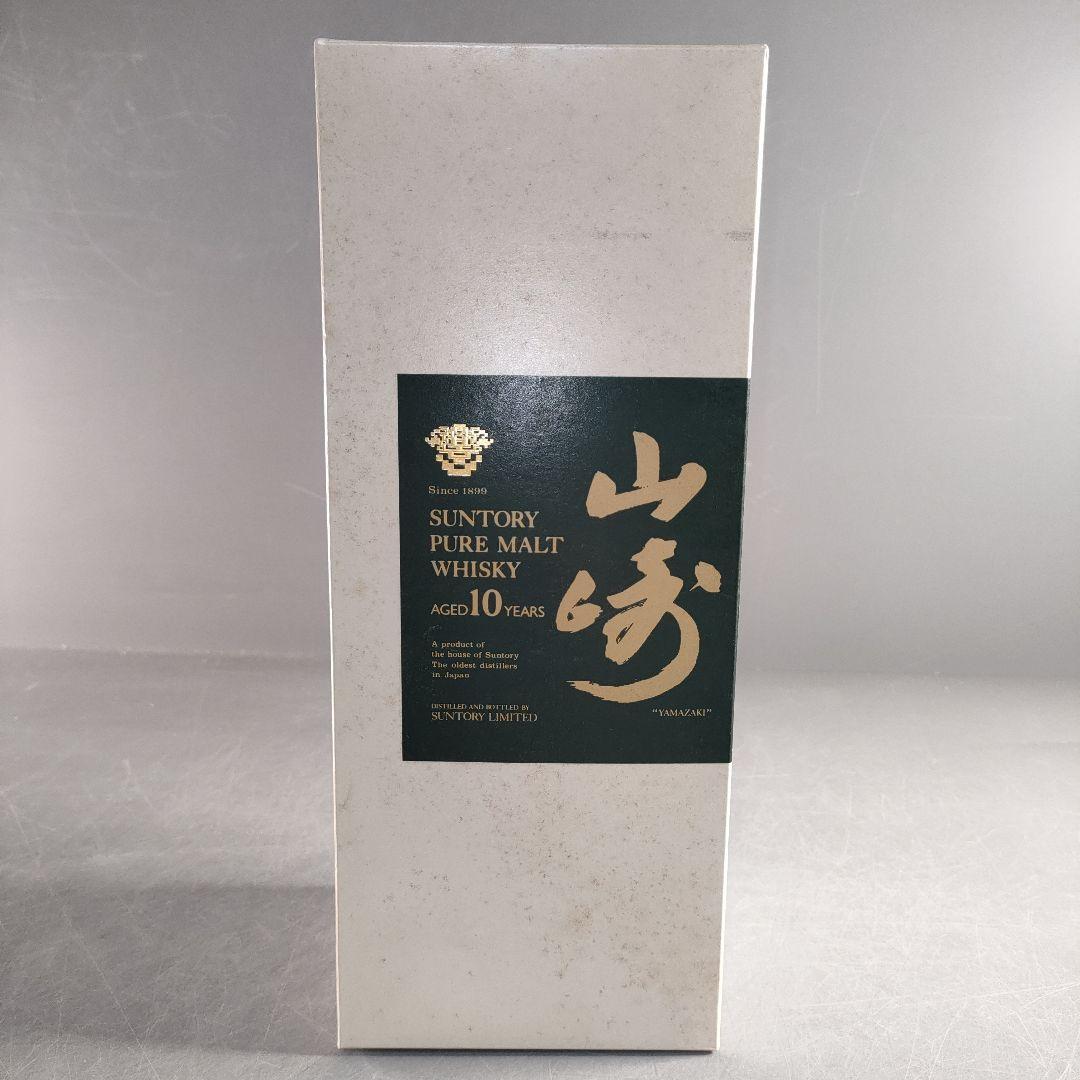 Since 1899
SUNTORY
PURE MALT
WHISKY
AGED 10 YEARS
A product of
the house of Suntory
The oldest distillers
in Japan
DISTILLED AND BOTTLED BY
SUNTORY LIMITED
山崎
"YAMAZAKI"